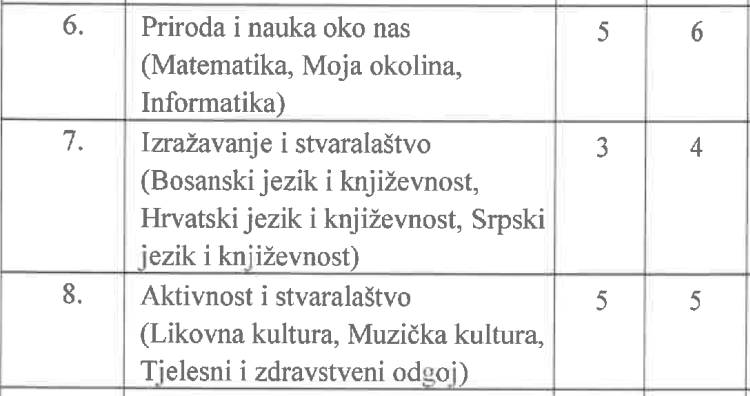 6. Priroda i nauka oko nas 5 6
(Matematika, Moja okolina,
Informatika)
7. Izražavanje i stvaralaštvo 3 4
(Bosanski jezik i književnost,
Hrvatski jezik i književnost, Srpski
jezik i književnost)
8. Aktivnost i stvaralaštvo 5 5
(Likovna kultura, Muzička kultura,
Tjelesni i zdravstveni odgoj)